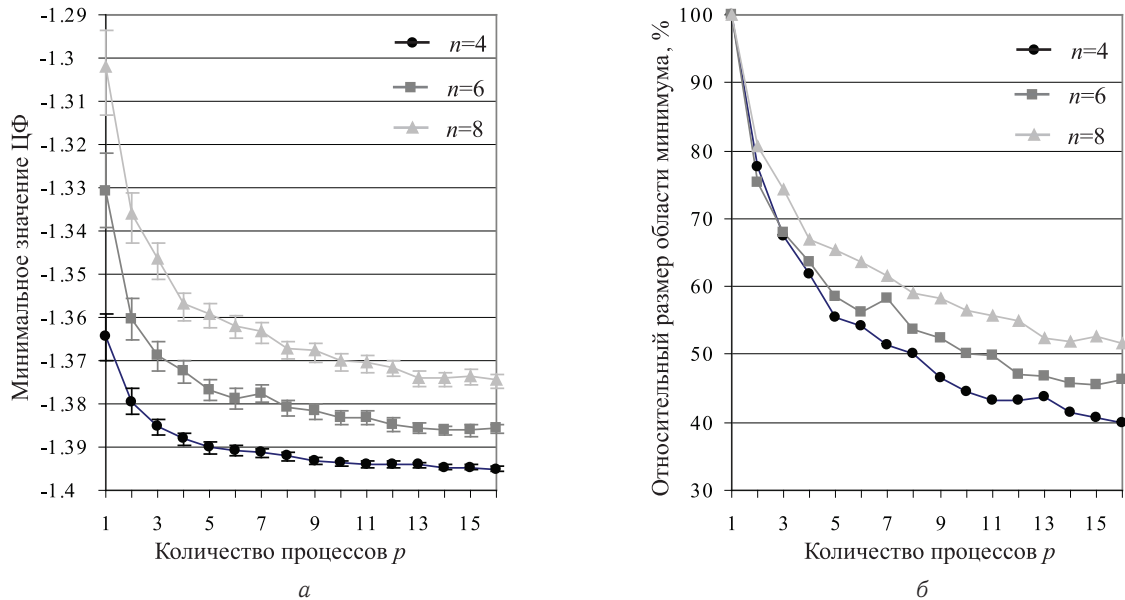 Минимальное значение ЦФ
-1.29
-1.3
-1.31
-1.32
-1.33
-1.34
-1.35
-1.36
-1.37
-1.38
-1.39
-1.4
n=4
n=6
n=8
1 3 5 7 9 11 13 15
Количество процессов p
а
Относительный размер области минимума, %
100
90
80
70
60
50
40
30
n=4
n=6
n=8
1 3 5 7 9 11 13 15
Количество процессов p
б